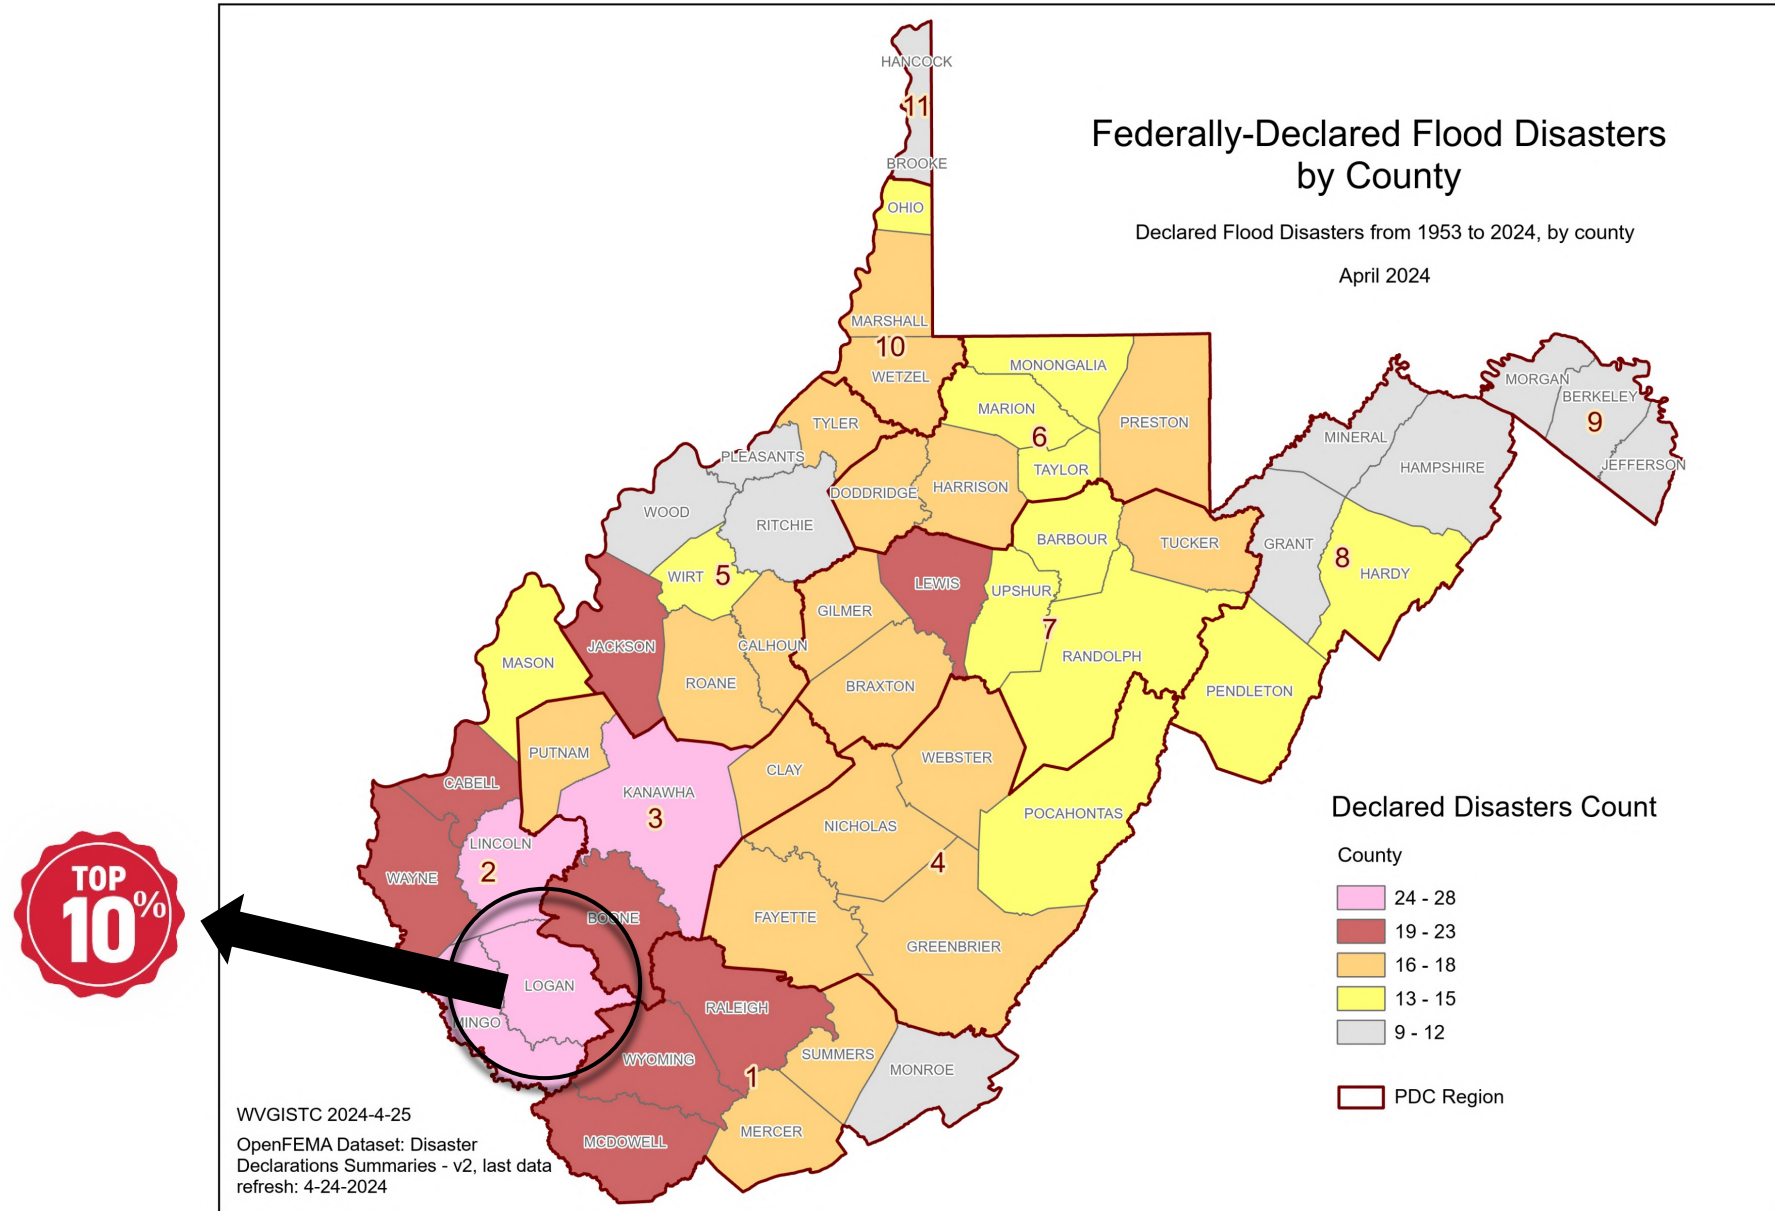 HANCOCK
11
BROOKE
OHIO
Federally-Declared Flood Disasters
by County
Declared Flood Disasters from 1953 to 2024, by county
April 2024
MARSHALL
10
WETZEL
MONONGALIA
MARION
6
PRESTON
TAYLOR
TYLER
PLEASANTS
DODDRIDGE
HARRISON
WOOD
RITCHIE
MORGAN
BERKELEY
9
JEFFERSON
MINERAL
HAMPSHIRE
GRANT
8
HARDY
BARBOUR
TUCKER
WIRT
5
LEWIS
UPSHUR
7
GILMER
JACKSON
CALHOUN
MASON
ROANE
BRAXTON
RANDOLPH
PENDLETON
PUTNAM
CLAY
WEBSTER
CABELL
KANAWHA
3
POCAHONTAS
NICHOLAS
4
LINCOLN
2
WAYNE
BOONE
FAYETTE
GREENBRIER
LOGAN
MINGO
RALEIGH
WYOMING
SUMMERS
1
MONROE
MERCER
MCDOWELL
TOP
10%
Declared Disasters Count
County
24 - 28
19 - 23
16 - 18
13 - 15
9 - 12
PDC Region
WVGISTC 2024-4-25
OpenFEMA Dataset: Disaster
Declarations Summaries - v2, last data
refresh: 4-24-2024